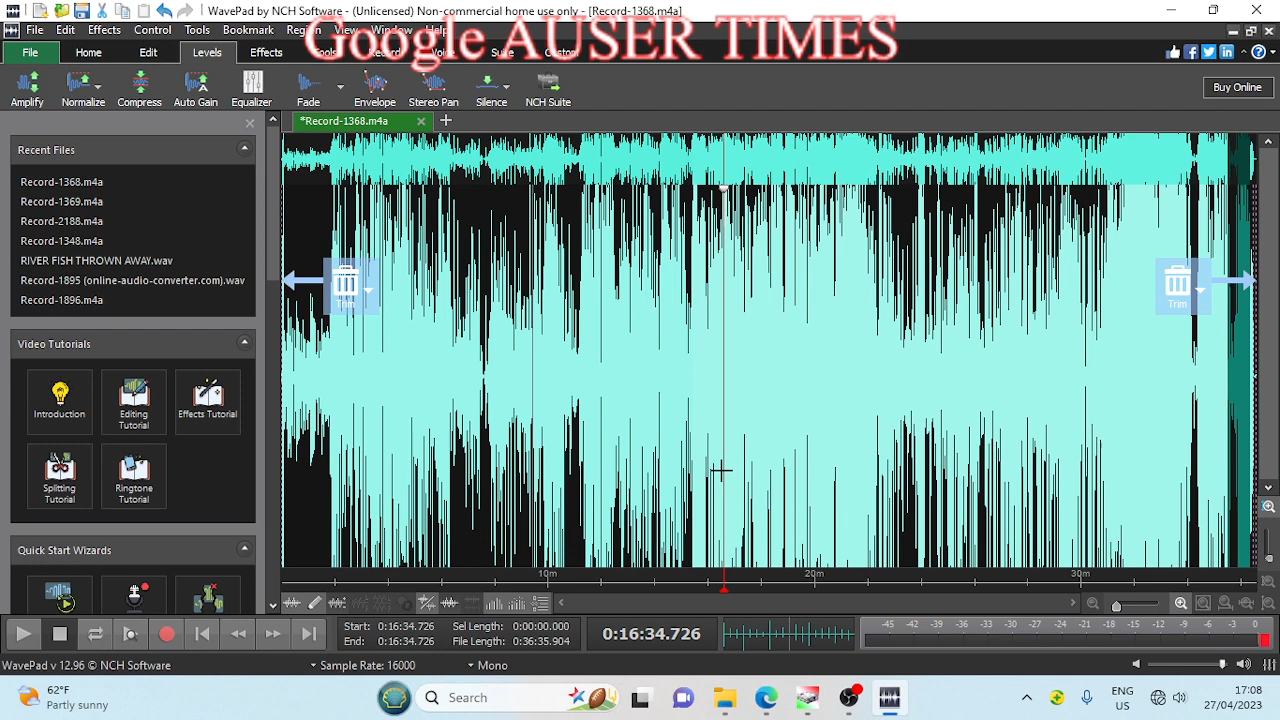 WavePad by NCH Software - (Unlicensed) Non-commercial home use only - [Record-1368.m4a]
File Edit Effects Control Tools Bookmark Region View Window Help
Google AUSER TIMES
File Edit Levels Effects Tools Record Voice Suite Custom
Amplify Normalize Compress Auto Gain Equalizer Fade Envelope Stereo Pan Silence NCH Suite Buy Online
*Record-1368.m4a
Recent Files
Record-1368.m4a
Record-1369.m4a
Record-2188.m4a
Record-1348.m4a
RIVER FISH THROWN AWAY.wav
Record-1895 (online-audio-converter.com).wav
Record-1896.m4a
Trim Trim
Video Tutorials
Introduction Editing Tutorial Effects Tutorial
Splitting Tutorial Ringtone Tutorial
Quick Start Wizards
10m 20m 30m
Start: 0:16:34.726 Sel Length: 0:00:00.000
End: 0:16:34.726 File Length: 0:36:35.904
0:16:34.726
-45 -42 -39 -36 -33 -30 -27 -24 -21 -18 -15 -12 -9 -6 -3 0
WavePad v 12.96 © NCH Software Sample Rate: 16000 Mono
62°F
Partly sunny
Search
ENG
US
17:08
27/04/2023